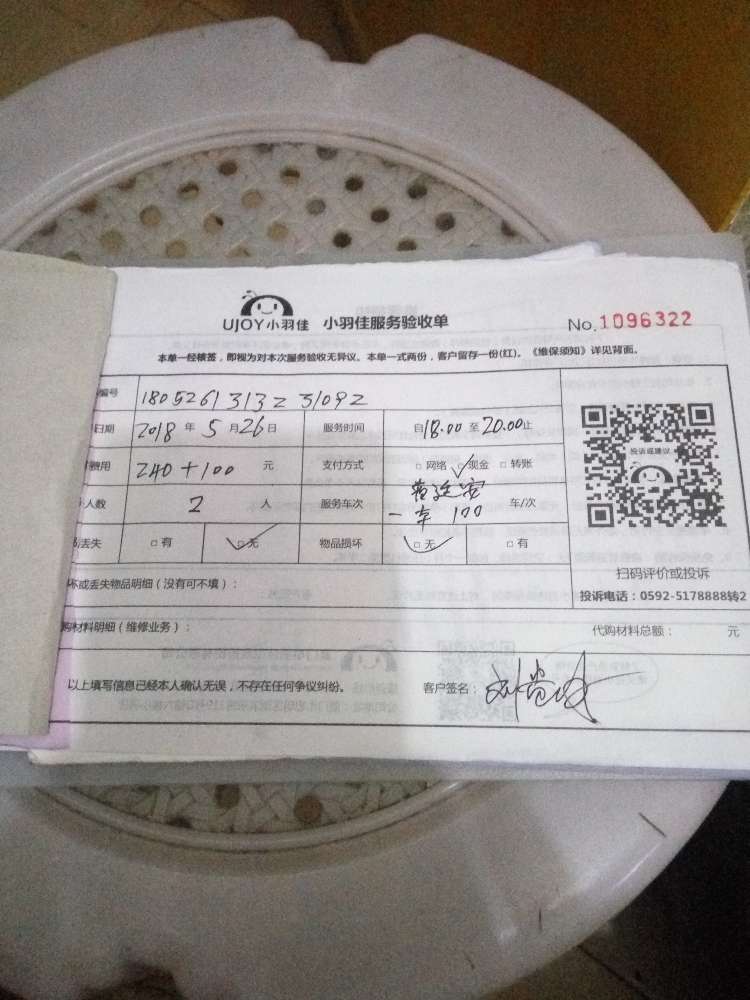 UJOY小羽佳 小羽佳服务验收单 No.1096322
本单一经核签，即视为对本次服务验收无异议。本单一式两份，客户留存一份(红)。《维保须知》详见背面。
编号 1805261313231092
日期 2018年5月26日 服务时间 自18.00至20.00止
费用 240+100 元 支付方式 □网络 □现金 □转账
人数 2 人 服务车次 一车 100 车/次
丢失 □有 □无 物品损坏 □无 □有
投诉或建议
扫码评价或投诉
坏或丢失物品明细（没有可不填）：
投诉电话：0592-5178888转2
购材料明细（维修业务）：
代购材料总额： 元
以上填写信息已经本人确认无误，不存在任何争议纠纷。 客户签名：